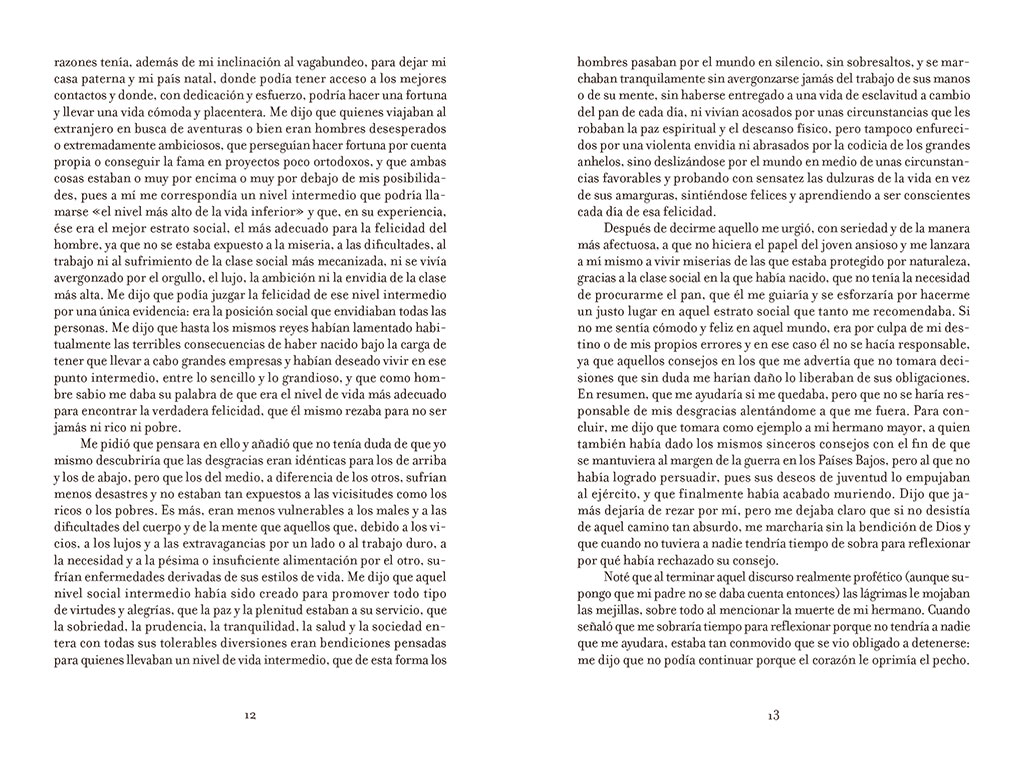 razones tenía, además de mi inclinación al vagabundeo, para dejar mi
casa paterna y mi país natal, donde podía tener acceso a los mejores
contactos y donde, con dedicación y esfuerzo, podría hacer una fortuna
y llevar una vida cómoda y placentera. Me dijo que quienes viajaban al
extranjero en busca de aventuras o bien eran hombres desesperados
o extremadamente ambiciosos, que perseguían hacer fortuna por cuenta
propia o conseguir la fama en proyectos poco ortodoxos, y que ambas
cosas estaban o muy por encima o muy por debajo de mis posibilida-
des, pues a mí me correspondía un nivel intermedio que podría lla-
marse «el nivel más alto de la vida inferior» y que, en su experiencia,
ése era el mejor estrato social, el más adecuado para la felicidad del
hombre, ya que no se estaba expuesto a la miseria, a las dificultades, al
trabajo ni al sufrimiento de la clase social más mecanizada, ni se vivía
avergonzado por el orgullo, el lujo, la ambición ni la envidia de la clase
más alta. Me dijo que podía juzgar la felicidad de ese nivel intermedio
por una única evidencia: era la posición social que envidiaban todas las
personas. Me dijo que hasta los mismos reyes habían lamentado habi-
tualmente las terribles consecuencias de haber nacido bajo la carga de
tener que llevar a cabo grandes empresas y habían deseado vivir en ese
punto intermedio, entre lo sencillo y lo grandioso, y que como hom-
bre sabio me daba su palabra de que era el nivel de vida más adecuado
para encontrar la verdadera felicidad, que él mismo rezaba para no ser
jamás ni rico ni pobre.
Me pidió que pensara en ello y añadió que no tenía duda de que yo
mismo descubriría que las desgracias eran idénticas para los de arriba
y los de abajo, pero que los del medio, a diferencia de los otros, sufrían
menos desastres y no estaban tan expuestos a las vicisitudes como los
ricos o los pobres. Es más, eran menos vulnerables a los males y a las
dificultades del cuerpo y de la mente que aquellos que, debido a los vi-
cios, a los lujos y a las extravagancias por un lado o al trabajo duro, a
la necesidad y a la pésima o insuficiente alimentación por el otro, su-
frían enfermedades derivadas de sus estilos de vida. Me dijo que aquel
nivel social intermedio había sido creado para promover todo tipo
de virtudes y alegrías, que la paz y la plenitud estaban a su servicio, que
la sobriedad, la prudencia, la tranquilidad, la salud y la sociedad en-
tera con todas sus tolerables diversiones eran bendiciones pensadas
para quienes llevaban un nivel de vida intermedio, que de esta forma los
12
hombres pasaban por el mundo en silencio, sin sobresaltos, y se mar-
chaban tranquilamente sin avergonzarse jamás del trabajo de sus manos
o de su mente, sin haberse entregado a una vida de esclavitud a cambio
del pan de cada día, ni vivían acosados por unas circunstancias que les
robaban la paz espiritual y el descanso físico, pero tampoco enfureci-
dos por una violenta envidia ni abrasados por la codicia de los grandes
anhelos, sino deslizándose por el mundo en medio de unas circunstan-
cias favorables y probando con sensatez las dulzuras de la vida en vez
de sus amarguras, sintiéndose felices y aprendiendo a ser conscientes
cada día de esa felicidad.
Después de decirme aquello me urgió, con seriedad y de la manera
más afectuosa, a que no hiciera el papel del joven ansioso y me lanzara
a mí mismo a vivir miserias de las que estaba protegido por naturaleza,
gracias a la clase social en la que había nacido, que no tenía la necesidad
de procurarme el pan, que él me guiaría y se esforzaría por hacerme
un justo lugar en aquel estrato social que tanto me recomendaba. Si
no me sentía cómodo y feliz en aquel mundo, era por culpa de mi des-
tino o de mis propios errores y en ese caso él no se hacía responsable,
ya que aquellos consejos en los que me advertía que no tomara deci-
siones que sin duda me harían daño lo liberaban de sus obligaciones.
En resumen, que me ayudaría si me quedaba, pero que no se haría res-
ponsable de mis desgracias alentándome a que me fuera. Para con-
cluir, me dijo que tomara como ejemplo a mi hermano mayor, a quien
también había dado los mismos sinceros consejos con el fin de que
se mantuviera al margen de la guerra en los Países Bajos, pero al que no
había logrado persuadir, pues sus deseos de juventud lo empujaban
al ejército, y que finalmente había acabado muriendo. Dijo que ja-
más dejaría de rezar por mí, pero me dejaba claro que si no desistía
de aquel camino tan absurdo, me marcharía sin la bendición de Dios y
que cuando no tuviera a nadie tendría tiempo de sobra para reflexionar
por qué había rechazado su consejo.
Noté que al terminar aquel discurso realmente profético (aunque su-
pongo que mi padre no se daba cuenta entonces) las lágrimas le mojaban
las mejillas, sobre todo al mencionar la muerte de mi hermano. Cuando
señaló que me sobraría tiempo para reflexionar porque no tendría a nadie
que me ayudara, estaba tan conmovido que se vio obligado a detenerse:
me dijo que no podía continuar porque el corazón le oprimía el pecho.
13